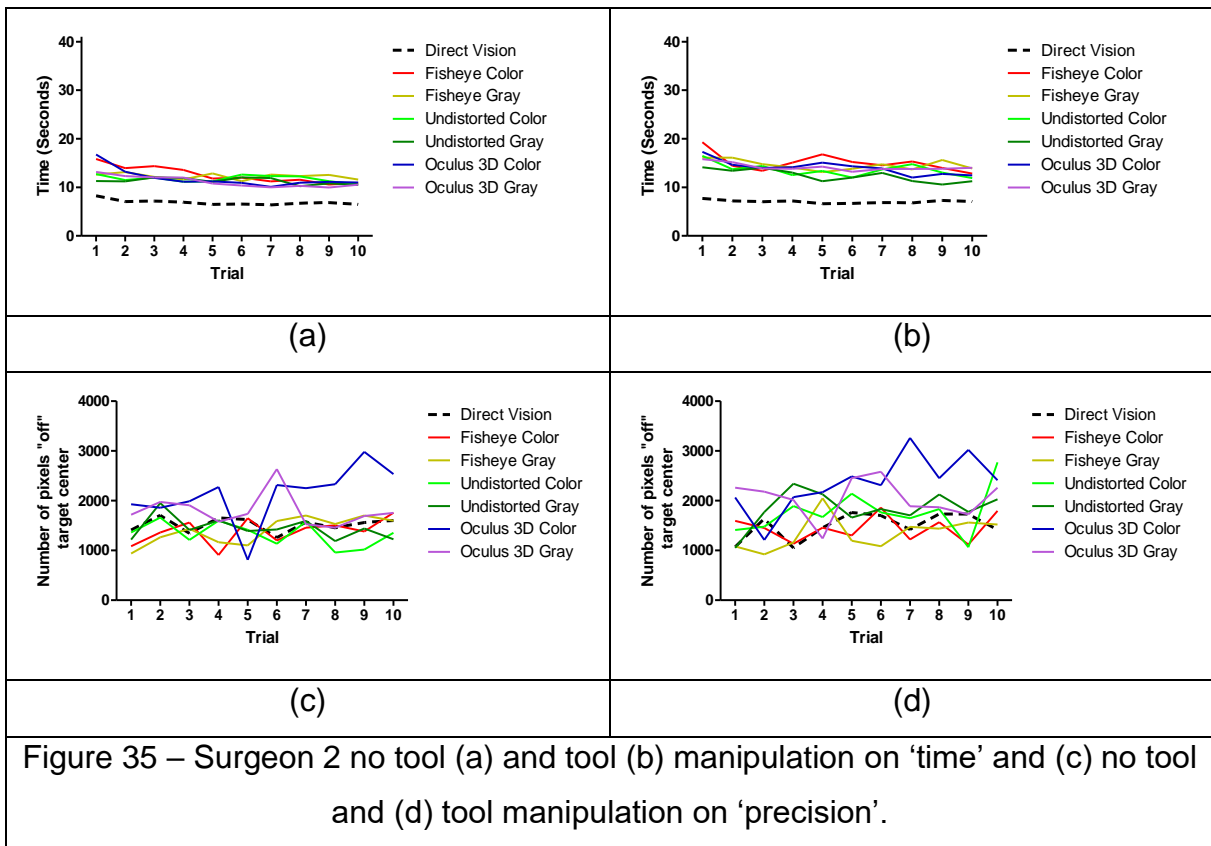 40
30
20
10
0
Time (Seconds)
1 2 3 4 5 6 7 8 9 10
Trial
Direct Vision
Fisheye Color
Fisheye Gray
Undistorted Color
Undistorted Gray
Oculus 3D Color
Oculus 3D Gray
(a)
40
30
20
10
0
Time (Seconds)
1 2 3 4 5 6 7 8 9 10
Trial
Direct Vision
Fisheye Color
Fisheye Gray
Undistorted Color
Undistorted Gray
Oculus 3D Color
Oculus 3D Gray
(b)
4000
3000
2000
1000
0
Number of pixels "off"
target center
1 2 3 4 5 6 7 8 9 10
Trial
Direct Vision
Fisheye Color
Fisheye Gray
Undistorted Color
Undistorted Gray
Oculus 3D Color
Oculus 3D Gray
(c)
4000
3000
2000
1000
0
Number of pixels "off"
target center
1 2 3 4 5 6 7 8 9 10
Trial
Direct Vision
Fisheye Color
Fisheye Gray
Undistorted Color
Undistorted Gray
Oculus 3D Color
Oculus 3D Gray
(d)
Figure 35 – Surgeon 2 no tool (a) and tool (b) manipulation on ‘time’ and (c) no tool
and (d) tool manipulation on ‘precision’.